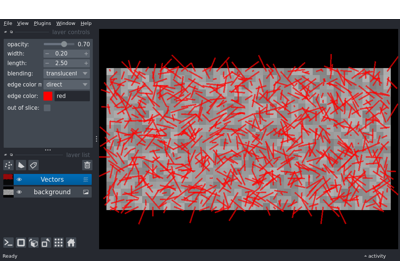 File View Plugins Window Help
layer controls
opacity: 0.70
width: 0.20
length: 2.50
blending: translucent
edge color m direct
edge color: red
out of slice:
layer list
Vectors
background
Ready
activity